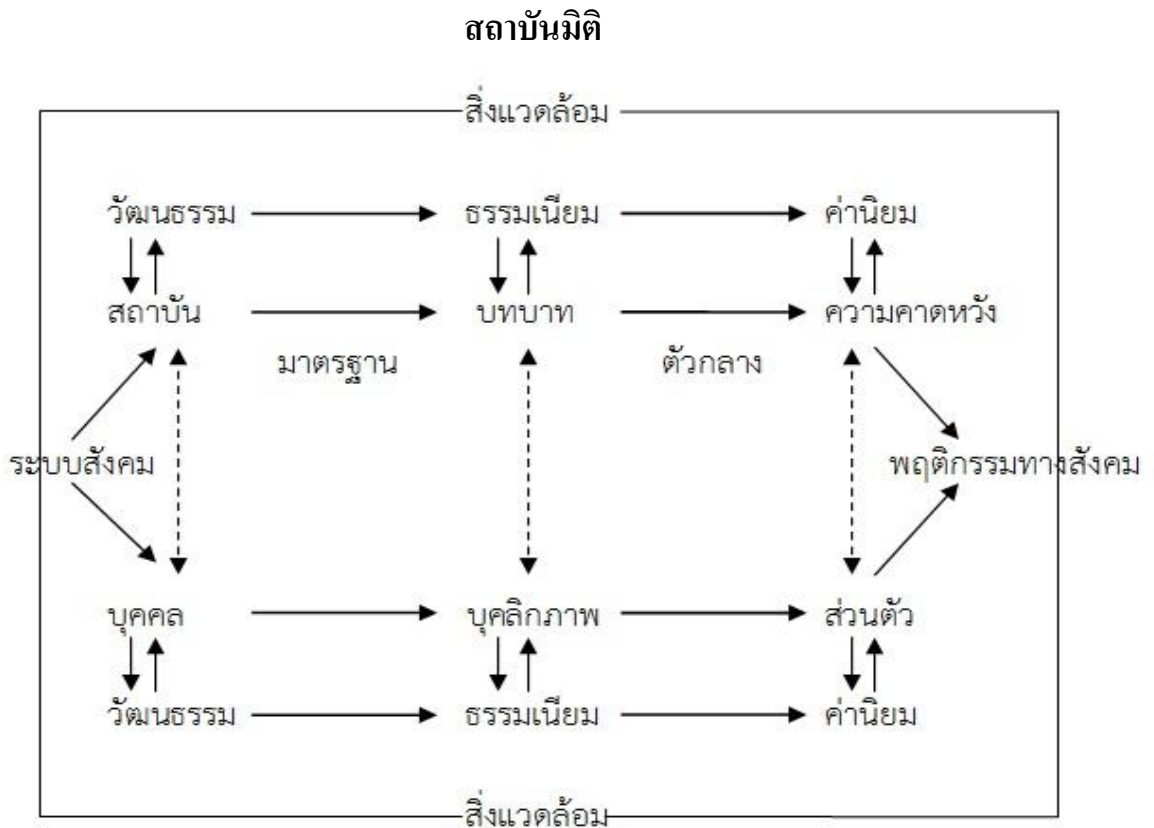 สถาบันมิติ
สิ่งแวดล้อม
วัฒนธรรม ธรรมเนียม ค่านิยม
สถาบัน บทบาท ความคาดหวัง
มาตรฐาน ตัวกลาง
ระบบสังคม พฤติกรรมทางสังคม
บุคคล บุคลิกภาพ ส่วนตัว
วัฒนธรรม ธรรมเนียม ค่านิยม
สิ่งแวดล้อม